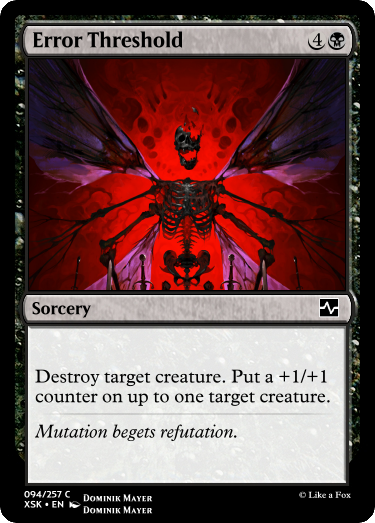 Error Threshold 4
Sorcery
Destroy target creature. Put a +1/+1
counter on up to one target creature.
Mutation begets refutation.
094/257 C
XSK • EN Dominik Mayer
Dominik Mayer
© Like a Fox